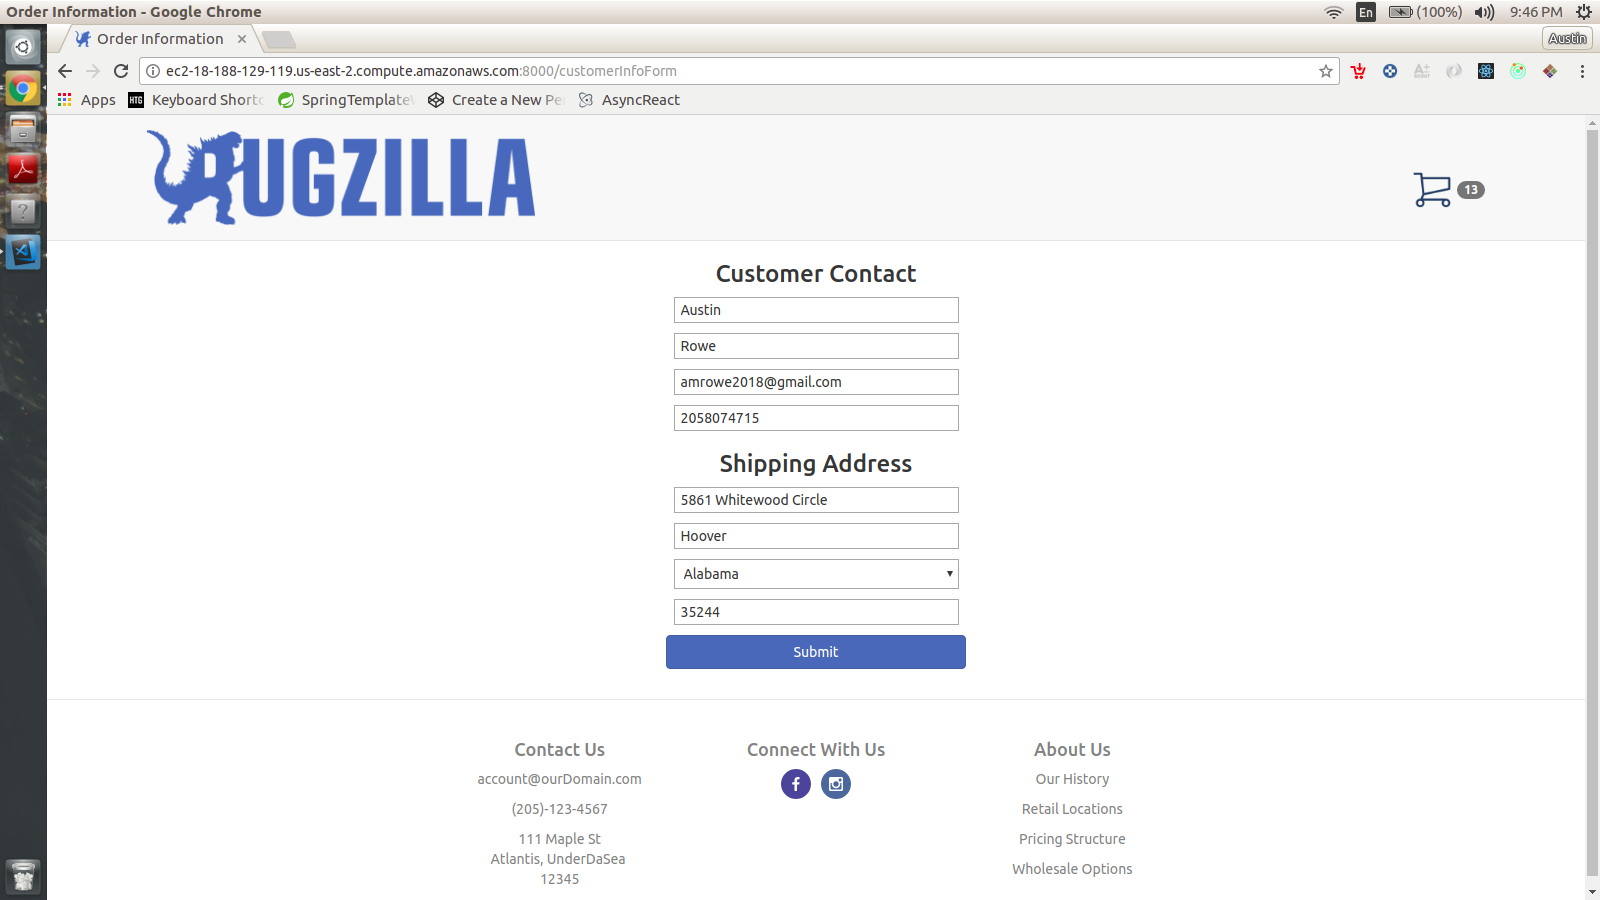 Order Information - Google Chrome
En (100%) 9:46 PM
Order Information × Austin
ec2-18-188-129-119.us-east-2.compute.amazonaws.com:8000/customerInfoForm
Apps HTG Keyboard Shortc SpringTemplate Create a New Pe AsyncReact
RUGZILLA
13
Customer Contact
Austin
Rowe
amrowe2018@gmail.com
2058074715
Shipping Address
5861 Whitewood Circle
Hoover
Alabama
35244
Submit
Contact Us Connect With Us About Us
account@ourDomain.com Our History
(205)-123-4567 Retail Locations
111 Maple St Pricing Structure
Atlantis, UnderDaSea Wholesale Options
12345